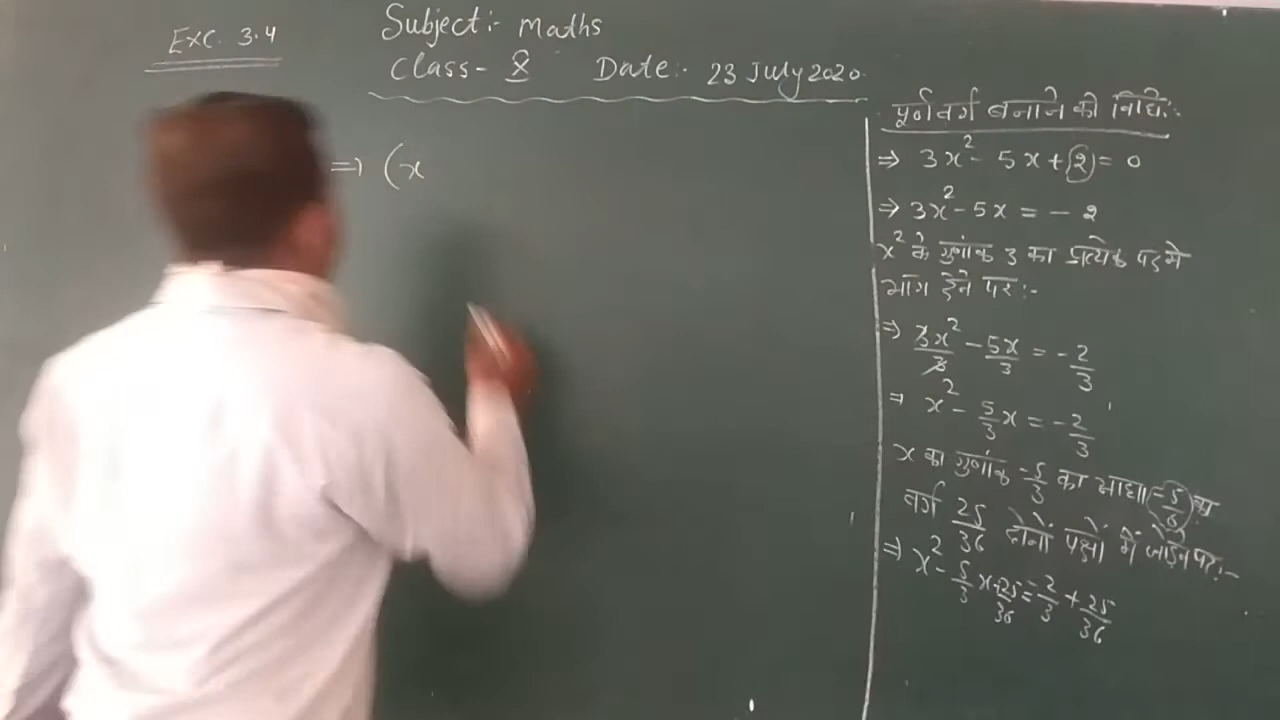 Exc. 3.4
Subject:- Maths
Class- X Date:- 23 July 2020
⇒ (x
पूर्ण वर्ग बनाने की विधि:-
⇒ 3x² - 5x + 2 = 0
⇒ 3x² - 5x = - 2
x² के गुणांक 3 का प्रत्येक पद में
भाग देने पर:-
⇒ 3x²/3 - 5x/3 = -2/3
⇒ x² - 5/3 x = -2/3
x का गुणांक -5/3 का आधा -5/6 का
वर्ग 25/36 दोनों पक्षों में जोड़ने पर:-
⇒ x² - 5/3 x + 25/36 = -2/3 + 25/36